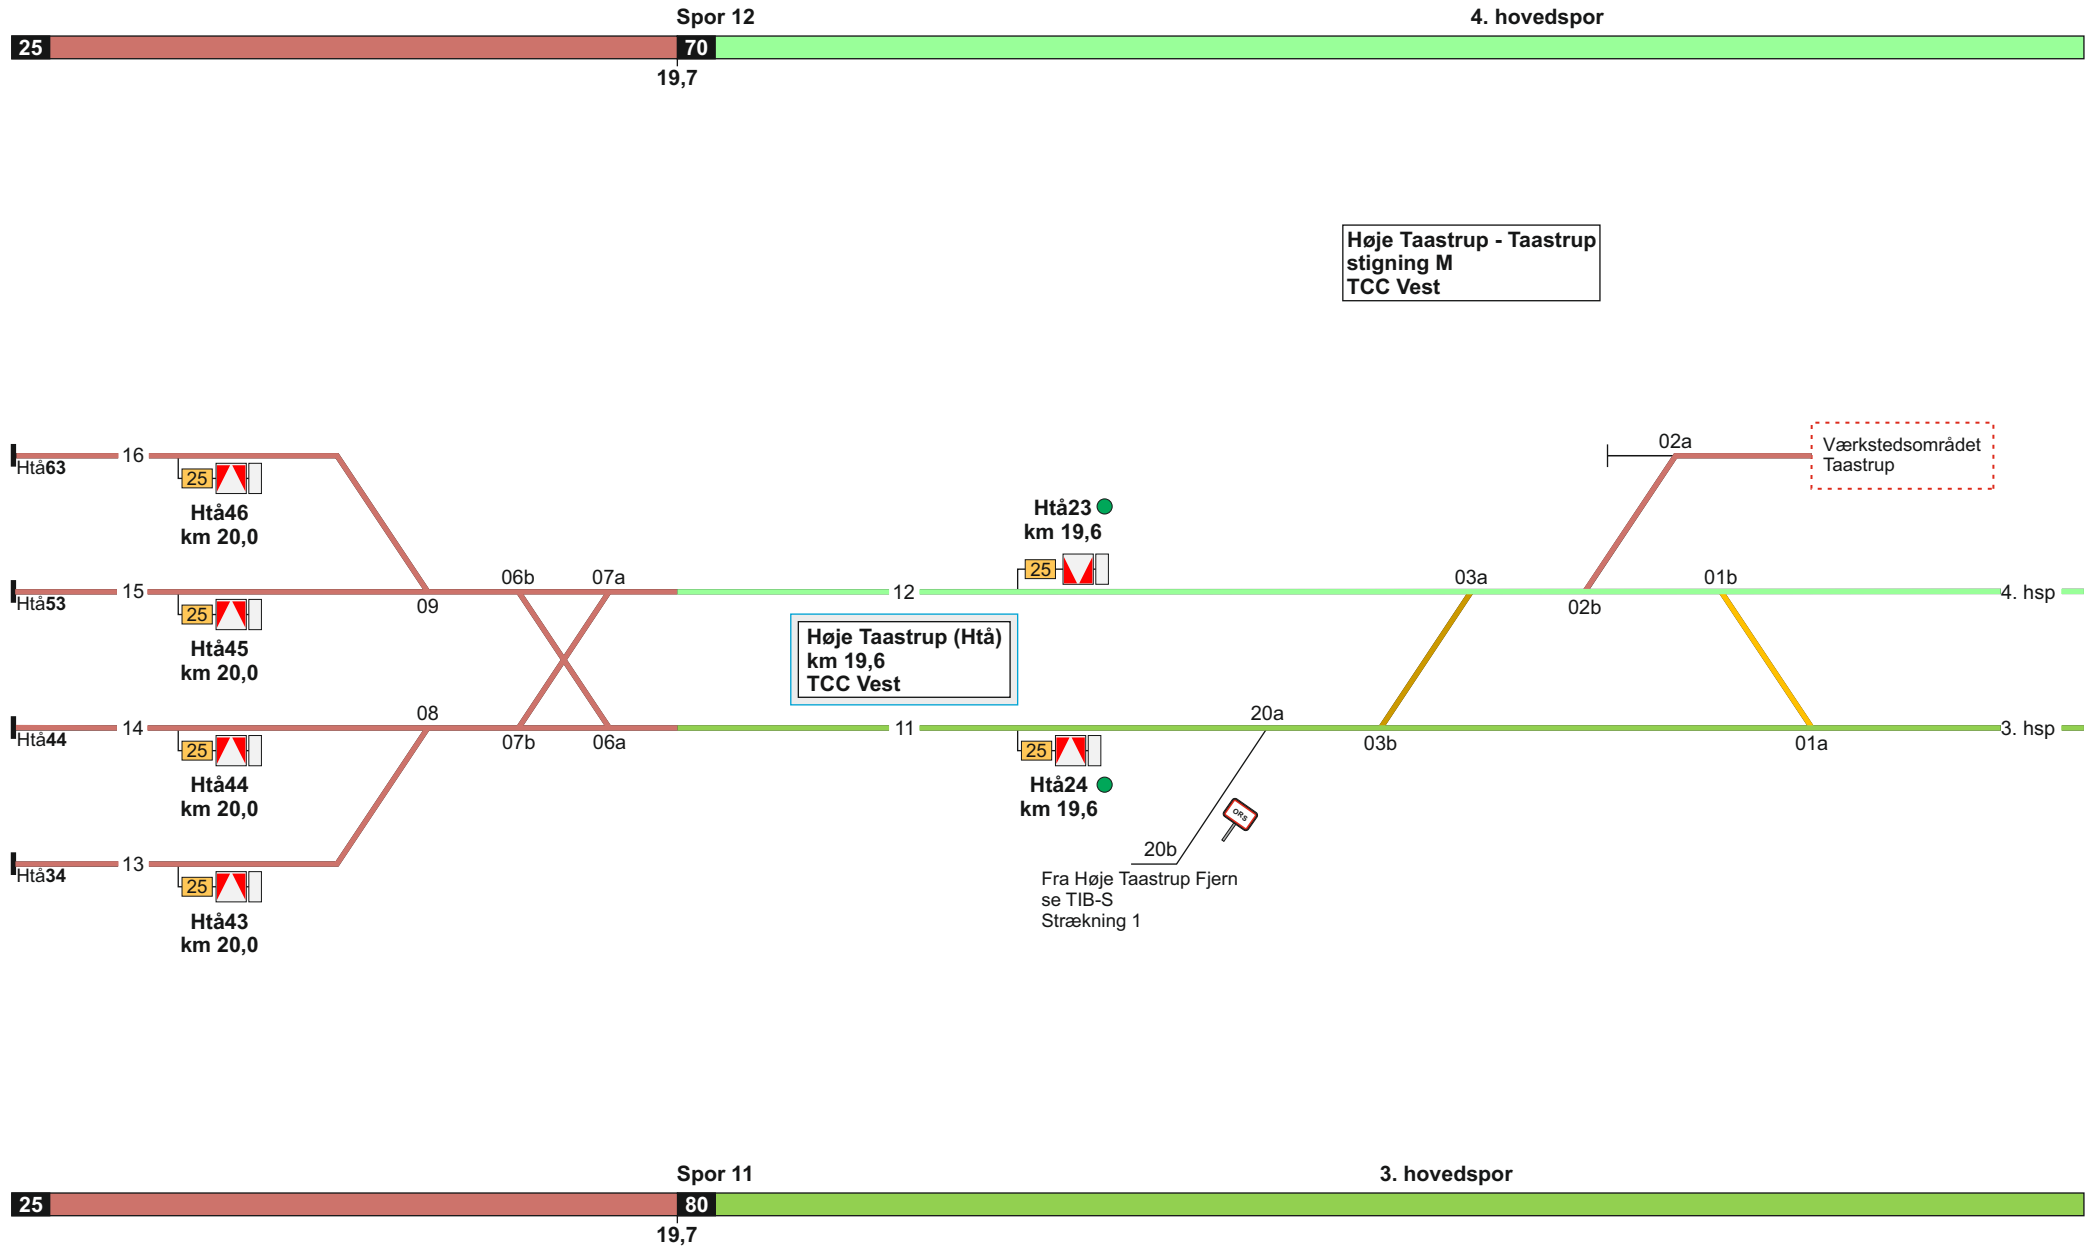 Spor 12
4. hovedspor
25
70
19,7
Høje Taastrup - Taastrup
stigning M
TCC Vest
16
Htå63
25
Htå46
km 20,0
02a
Værkstedsområdet
Taastrup
Htå23
km 19,6
25
15
Htå53
25
Htå45
km 20,0
09
06b
07a
12
03a
02b
01b
4. hsp
Høje Taastrup (Htå)
km 19,6
TCC Vest
14
Htå44
25
Htå44
km 20,0
08
07b
06a
11
25
Htå24
km 19,6
20a
03b
01a
3. hsp
ORS
20b
Fra Høje Taastrup Fjern
se TIB-S
Strækning 1
13
Htå34
25
Htå43
km 20,0
Spor 11
3. hovedspor
25
80
19,7